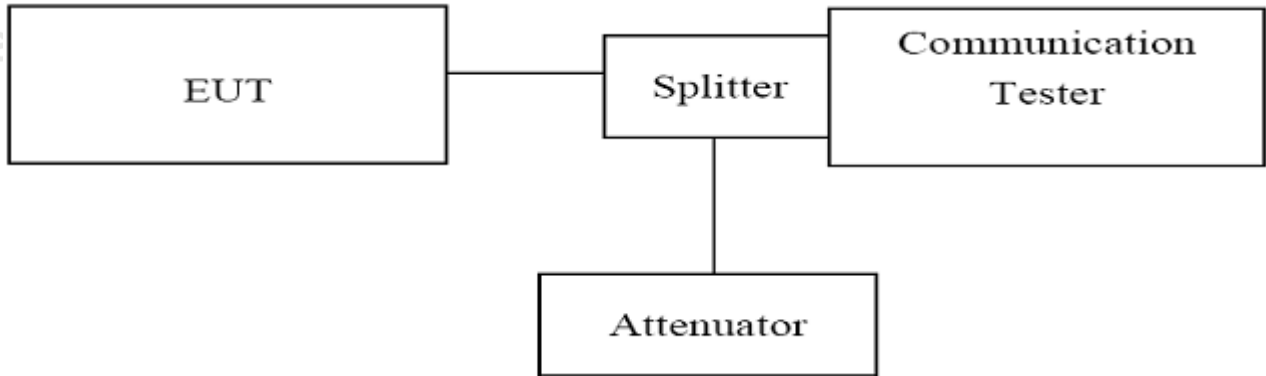 EUT
Splitter
Communication
Tester
Attenuator